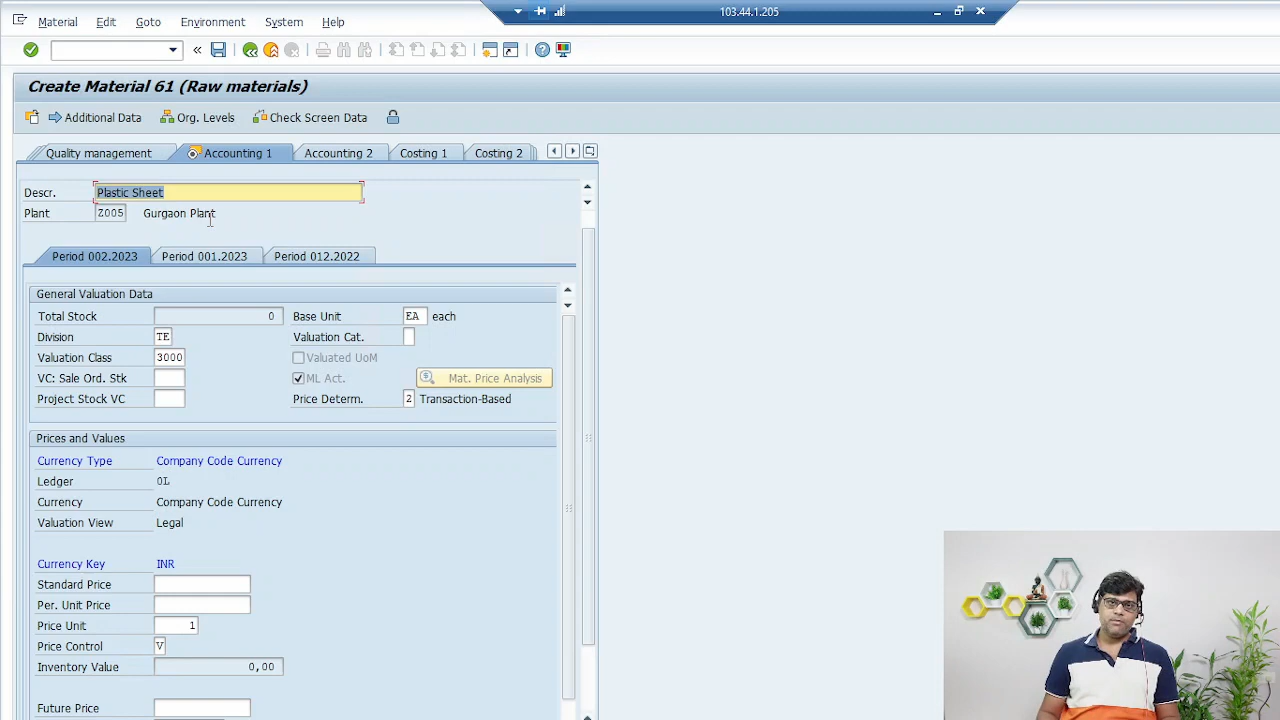 103.44.1.205
Material Edit Goto Environment System Help
Create Material 61 (Raw materials)
Additional Data Org. Levels Check Screen Data
Quality management Accounting 1 Accounting 2 Costing 1 Costing 2
Descr. Plastic Sheet
Plant Z005 Gurgaon Plant
Period 002.2023 Period 001.2023 Period 012.2022
General Valuation Data
Total Stock 0 Base Unit EA each
Division TE Valuation Cat.
Valuation Class 3000 Valuated UoM
VC: Sale Ord. Stk ML Act. Mat. Price Analysis
Project Stock VC Price Determ. 2 Transaction-Based
Prices and Values
Currency Type Company Code Currency
Ledger 0L
Currency Company Code Currency
Valuation View Legal
Currency Key INR
Standard Price
Per. Unit Price
Price Unit 1
Price Control V
Inventory Value 0,00
Future Price